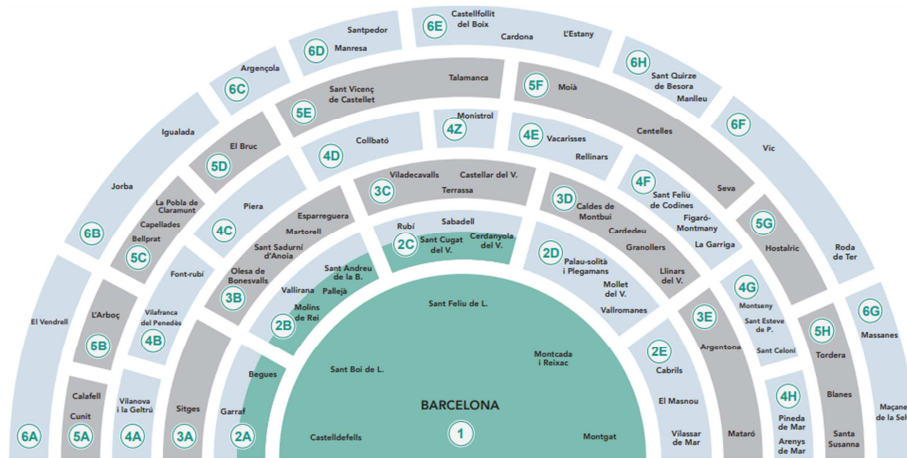 6E
Castellfollit
del Boix
Cardona
L'Estany
6D
Santpedor
Manresa
6H
Sant Quirze
de Besora
Manlleu
6C
Argençola
5E
Sant Vicenç
de Castellet
Talamanca
5F
Moià
Centelles
Seva
6F
Vic
Roda
de Ter
Igualada
Jorba
6B
5D
El Bruc
4D
Collbató
4Z
Monistrol
4E
Vacarisses
Rellinars
4F
Sant Feliu
de Codines
Figaró-
Montmany
La Garriga
5G
Hostalric
La Pobla de
Claramunt
Capellades
Bellprat
5C
4C
Piera
3C
Viladecavalls
Castellar del V.
Terrassa
3D
Caldes de
Montbui
Cardedeu
Granollers
Llinars
del V.
Esparreguera
Martorell
Sant Sadurní
d'Anoia
Olesa de
Bonesvalls
3B
2C
Rubí
Sabadell
Sant Cugat
del V.
Cerdanyola
del V.
2D
Palau-solità
i Plegamans
Mollet
del V.
Vallromanes
4G
Montseny
Sant Esteve
de P.
Sant Celoni
6G
Massanes
Maçane
de la Sel
Font-rubí
Vilafranca
del Penedès
4B
Sant Andreu
de la B.
Vallirana
Pallejà
Molins
de Rei
2B
Sant Feliu de L.
3E
Argentona
Mataró
5H
Tordera
Blanes
Santa
Susanna
El Vendrell
6A
L'Arboç
5B
Calafell
Cunit
5A
Vilanova
i la Geltrú
4A
Sitges
3A
Begues
Garraf
2A
Sant Boi de L.
Montcada
i Reixac
BARCELONA
1
Castelldefells
Montgat
2E
Cabrils
El Masnou
Vilassar
de Mar
4H
Pineda
de Mar
Arenys
de Mar